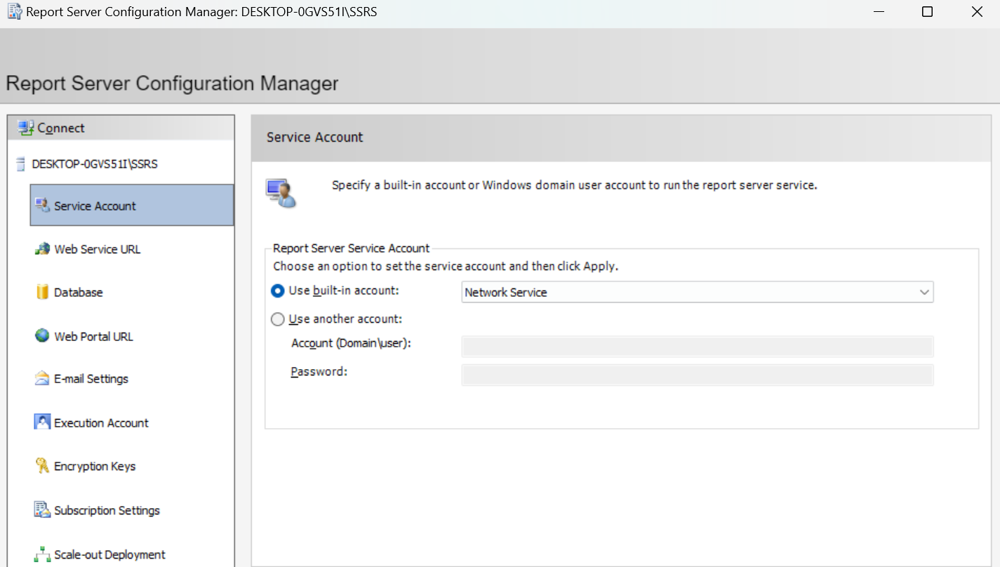 Report Server Configuration Manager: DESKTOP-0GVS51I\SSRS
Report Server Configuration Manager
Connect
DESKTOP-0GVS51I\SSRS
Service Account
Web Service URL
Database
Web Portal URL
E-mail Settings
Execution Account
Encryption Keys
Subscription Settings
Scale-out Deployment
Service Account
Specify a built-in account or Windows domain user account to run the report server service.
Report Server Service Account
Choose an option to set the service account and then click Apply.
Use built-in account: Network Service
Use another account:
Account (Domain\user):
Password: